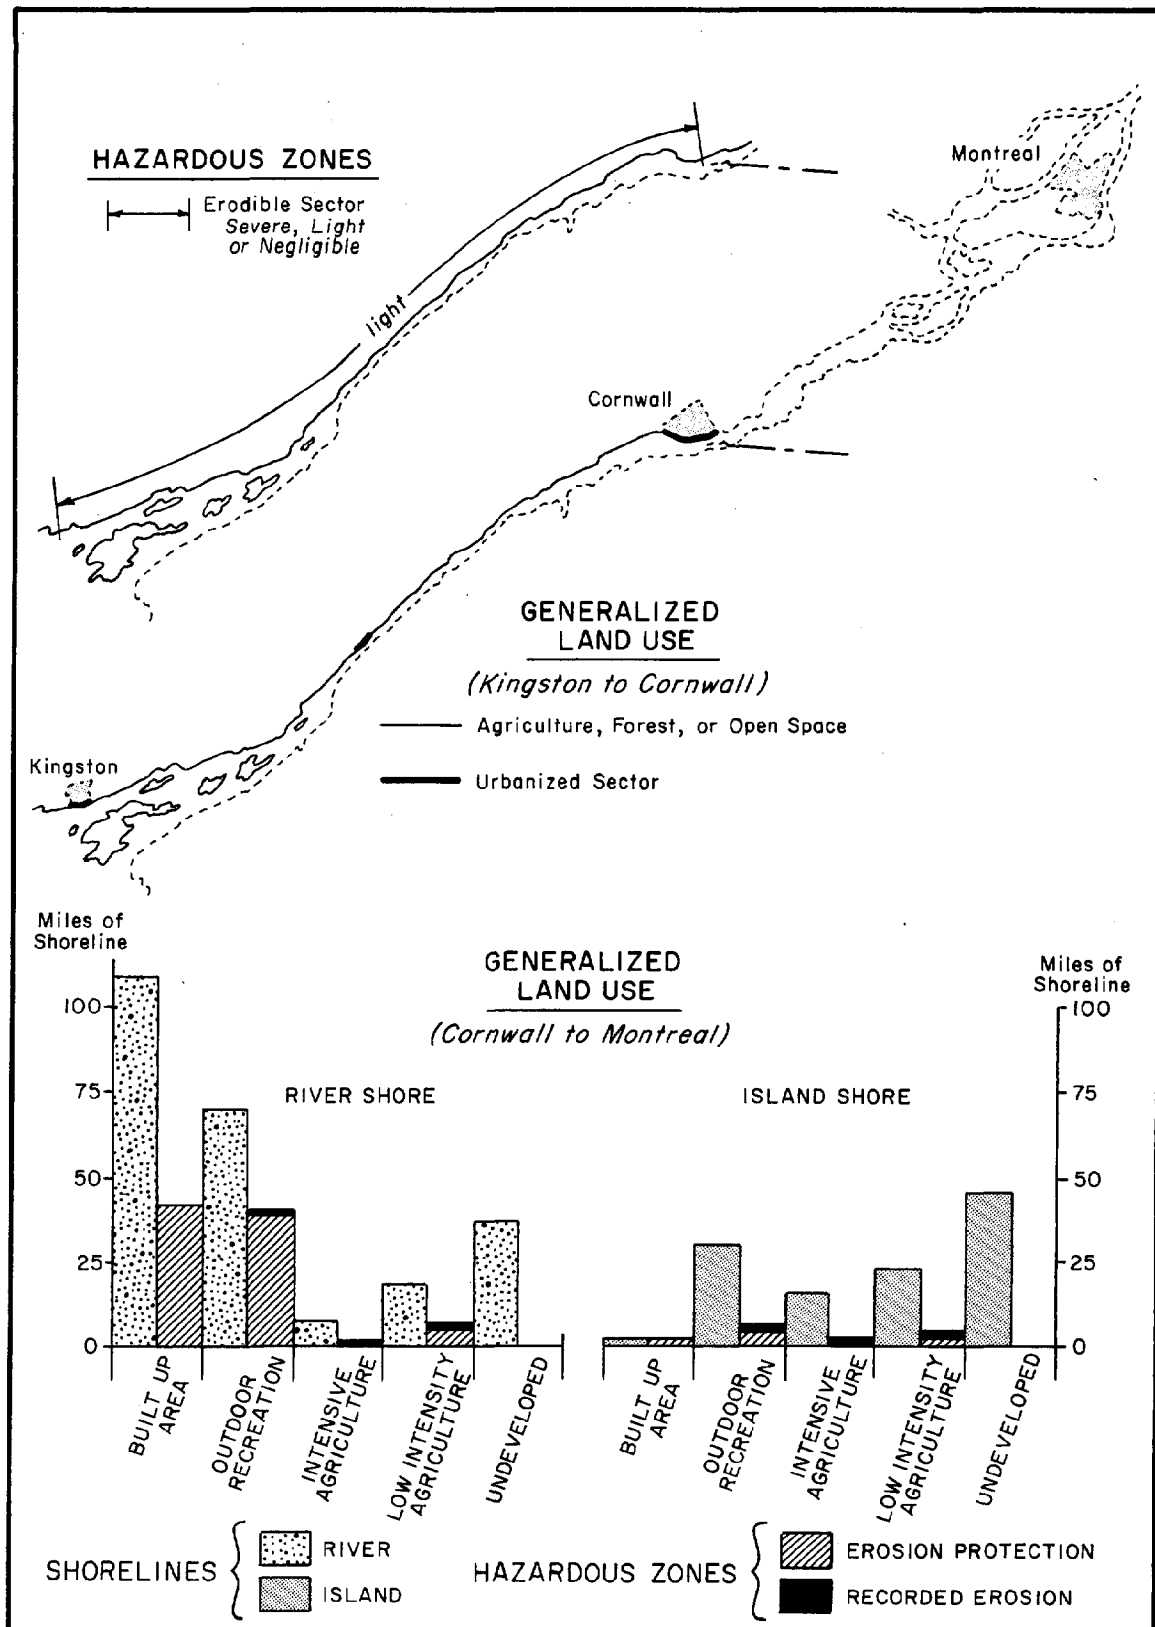 HAZARDOUS ZONES
Erodible Sector
Severe, Light
or Negligible
light
Montreal
Cornwall
GENERALIZED
LAND USE
(Kingston to Cornwall)
Agriculture, Forest, or Open Space
Urbanized Sector
Kingston
Miles of
Shoreline
100
75
50
25
0
GENERALIZED
LAND USE
(Cornwall to Montreal)
RIVER SHORE
ISLAND SHORE
Miles of
Shoreline
100
75
50
25
0
BUILT UP
AREA
OUTDOOR
RECREATION
INTENSIVE
AGRICULTURE
LOW INTENSITY
AGRICULTURE
UNDEVELOPED
BUILT UP
AREA
OUTDOOR
RECREATION
INTENSIVE
AGRICULTURE
LOW INTENSITY
AGRICULTURE
UNDEVELOPED
SHORELINES
RIVER
ISLAND
HAZARDOUS ZONES
EROSION PROTECTION
RECORDED EROSION